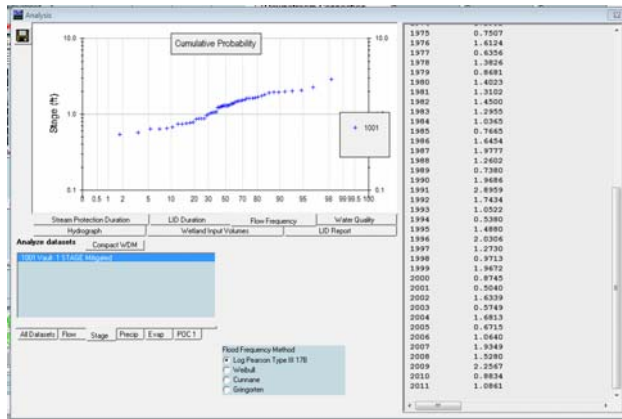 Analysis
Cumulative Probability
10.0
10.0
Stage (ft)
1.0
1.0
0.1
0.1
0.5 1 2 5 10 20 30 50 70 80 90 95 98 99 99.5 100
1001
Stream Protection Duration
LID Duration
Flow Frequency
Water Quality
Hydrograph
Wetland Input Volumes
LID Report
Analyze datasets
Compact WDM
1001 Vault 1 STAGE Mitigated
All Datasets
Flow
Stage
Precip
Evap
POC 1
Flood Frequency Method
Log Pearson Type III 17B
Weibull
Cunnane
Gringorten
1975 0.7507
1976 1.6124
1977 0.6356
1978 1.3826
1979 0.8681
1980 1.4023
1981 1.3102
1982 1.4500
1983 1.2955
1984 1.0365
1985 0.7665
1986 1.6454
1987 1.9777
1988 1.2602
1989 0.7380
1990 1.9686
1991 2.8959
1992 1.7434
1993 1.0522
1994 0.5380
1995 1.4880
1996 2.0306
1997 1.2730
1998 0.9713
1999 1.9672
2000 0.8745
2001 0.5040
2002 1.6339
2003 0.5749
2004 1.6813
2005 0.6715
2006 1.0640
2007 1.9349
2008 1.5280
2009 2.2567
2010 0.8834
2011 1.0861